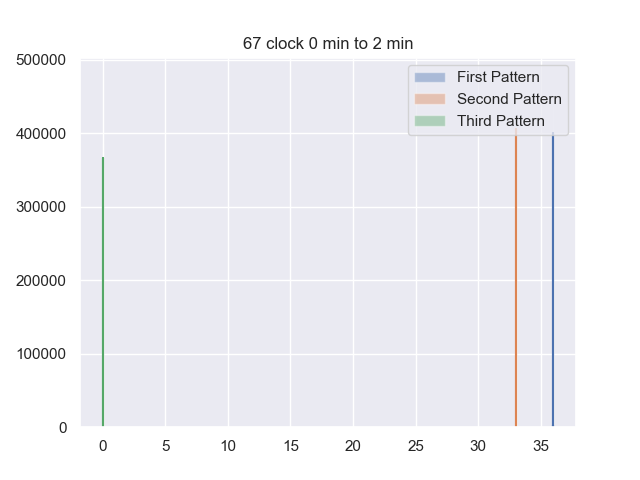 67 clock 0 min to 2 min
500000
400000
300000
200000
100000
0
First Pattern
Second Pattern
Third Pattern
0 5 10 15 20 25 30 35